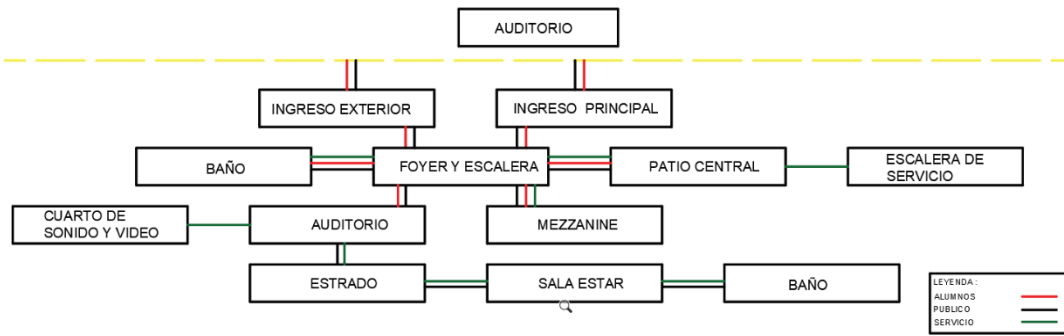 AUDITORIO
INGRESO EXTERIOR
INGRESO PRINCIPAL
BAÑO
FOYER Y ESCALERA
PATIO CENTRAL
ESCALERA DE
SERVICIO
CUARTO DE
SONIDO Y VIDEO
AUDITORIO
MEZZANINE
ESTRADO
SALA ESTAR
BAÑO
LEYENDA :
ALUMNOS
PUBLICO
SERVICIO